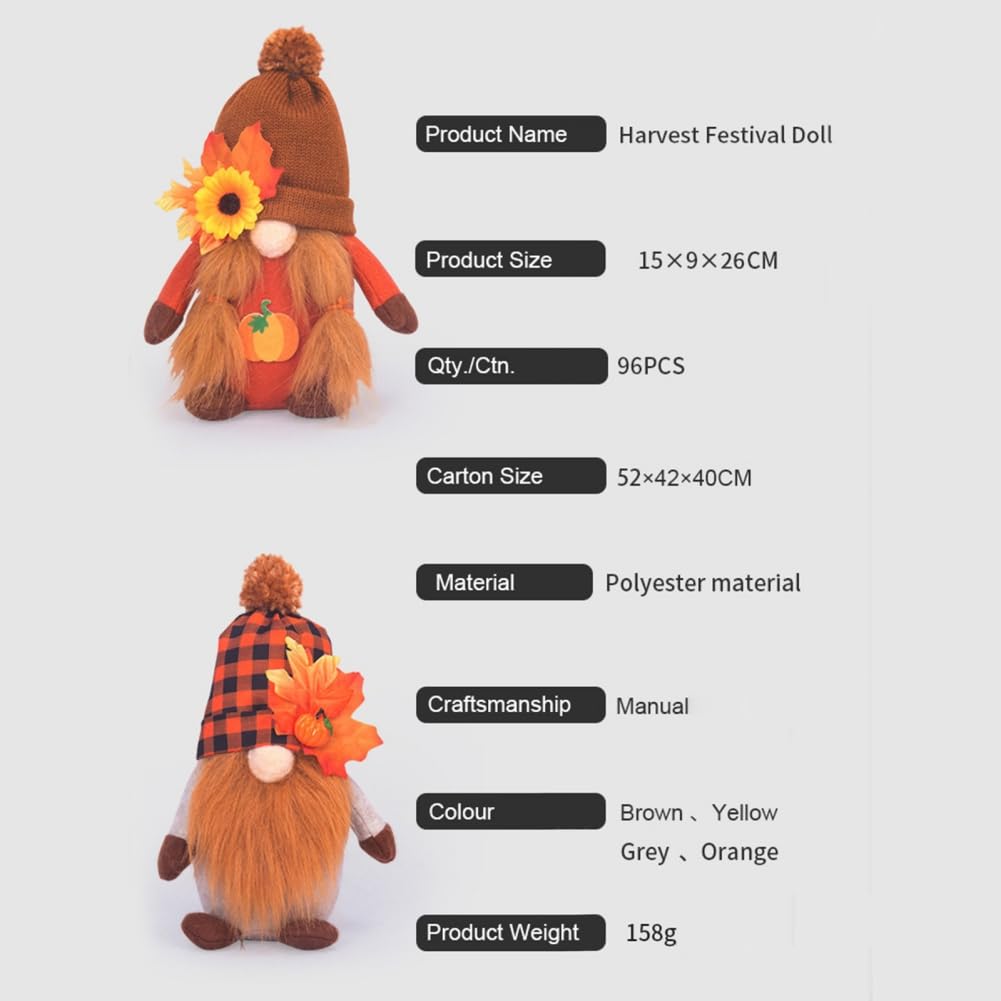 Product Name Harvest Festival Doll
Product Size 15×9×26CM
Qty./Ctn. 96PCS
Carton Size 52×42×40CM
Material Polyester material
Craftsmanship Manual
Colour Brown 、Yellow
Grey 、Orange
Product Weight 158g